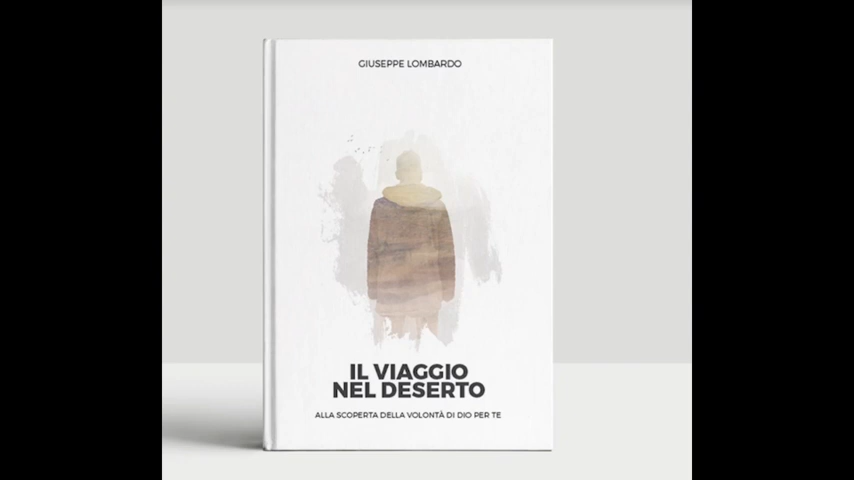 GIUSEPPE LOMBARDO
IL VIAGGIO
NEL DESERTO
ALLA SCOPERTA DELLA VOLONTÀ DI DIO PER TE